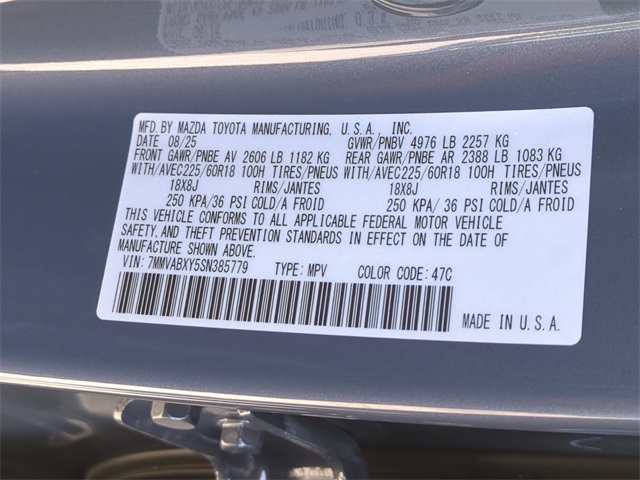 MFD. BY MAZDA TOYOTA MANUFACTURING, U.S.A., INC.
DATE 08/25 GVWR/PNBV 4976 LB 2257 KG
FRONT GAWR/PNBE AV 2606 LB 1182 KG REAR GAWR/PNBE AR 2388 LB 1083 KG
WITH/AVEC225/60R18 100H TIRES/PNEUS WITH/AVEC225/60R18 100H TIRES/PNEUS
18X8J RIMS/JANTES 18X8J RIMS/JANTES
250 KPA/36 PSI COLD/A FROID 250 KPA/ 36 PSI COLD/A FROID
THIS VEHICLE CONFORMS TO ALL APPLICABLE FEDERAL MOTOR VEHICLE
SAFETY, AND THEFT PREVENTION STANDARDS IN EFFECT ON THE DATE OF
MANUFACTURE SHOWN ABOVE.
VIN: 7MMVABXY5SN385779 TYPE: MPV COLOR CODE: 47C
MADE IN U.S.A.